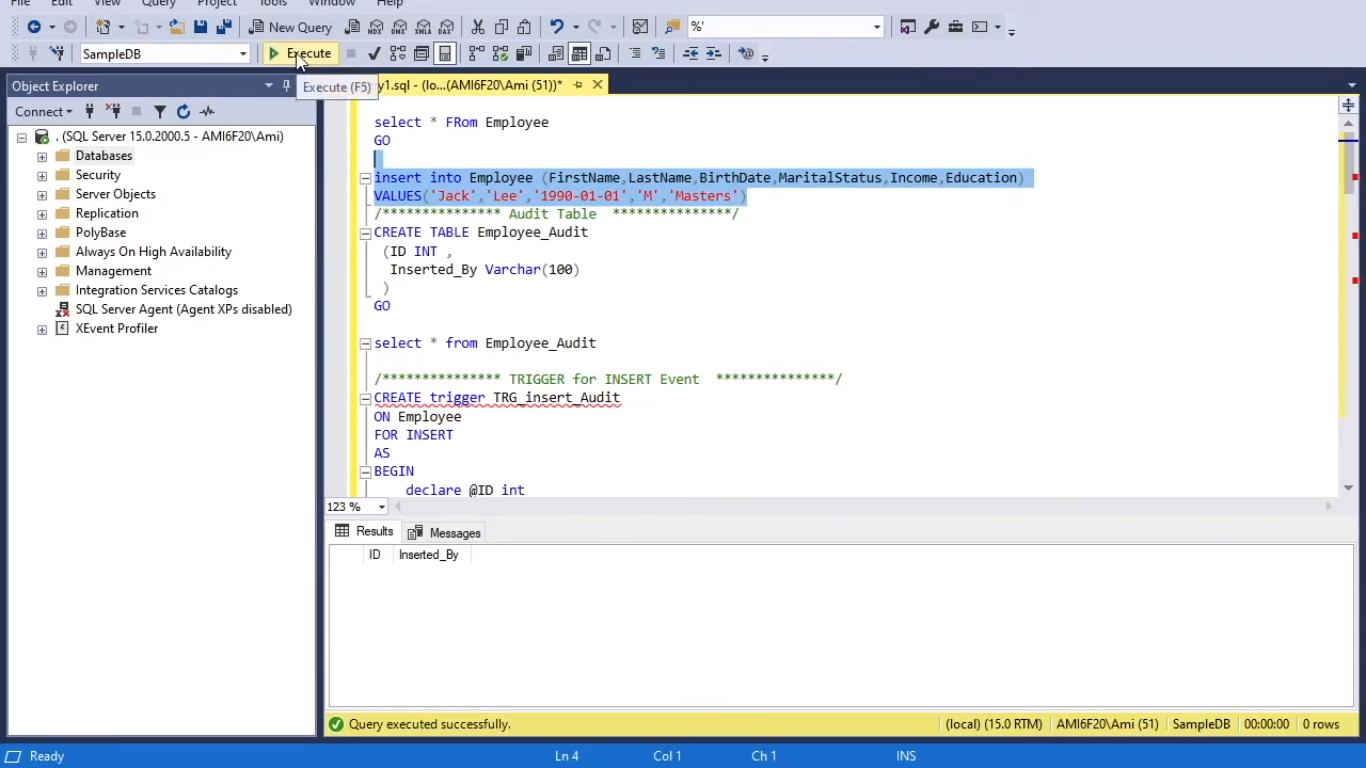 File Edit View Query Project Tools Window Help
New Query MDX DMX XMLA DAX %'
SampleDB Execute
Object Explorer
Execute (F5)
y1.sql - (lo...(AMI6F20\Ami (51))*
Connect
. (SQL Server 15.0.2000.5 - AMI6F20\Ami)
Databases
Security
Server Objects
Replication
PolyBase
Always On High Availability
Management
Integration Services Catalogs
SQL Server Agent (Agent XPs disabled)
XEvent Profiler
select * FRom Employee
GO
insert into Employee (FirstName,LastName,BirthDate,MaritalStatus,Income,Education)
VALUES('Jack','Lee','1990-01-01','M','Masters')
/*************** Audit Table ***************/
CREATE TABLE Employee_Audit
(ID INT ,
Inserted_By Varchar(100)
)
GO
select * from Employee_Audit
/*************** TRIGGER for INSERT Event ***************/
CREATE trigger TRG_insert_Audit
ON Employee
FOR INSERT
AS
BEGIN
declare @ID int
123 %
Results Messages
ID Inserted_By
Query executed successfully. (local) (15.0 RTM) AMI6F20\Ami (51) SampleDB 00:00:00 0 rows
Ready Ln 4 Col 1 Ch 1 INS